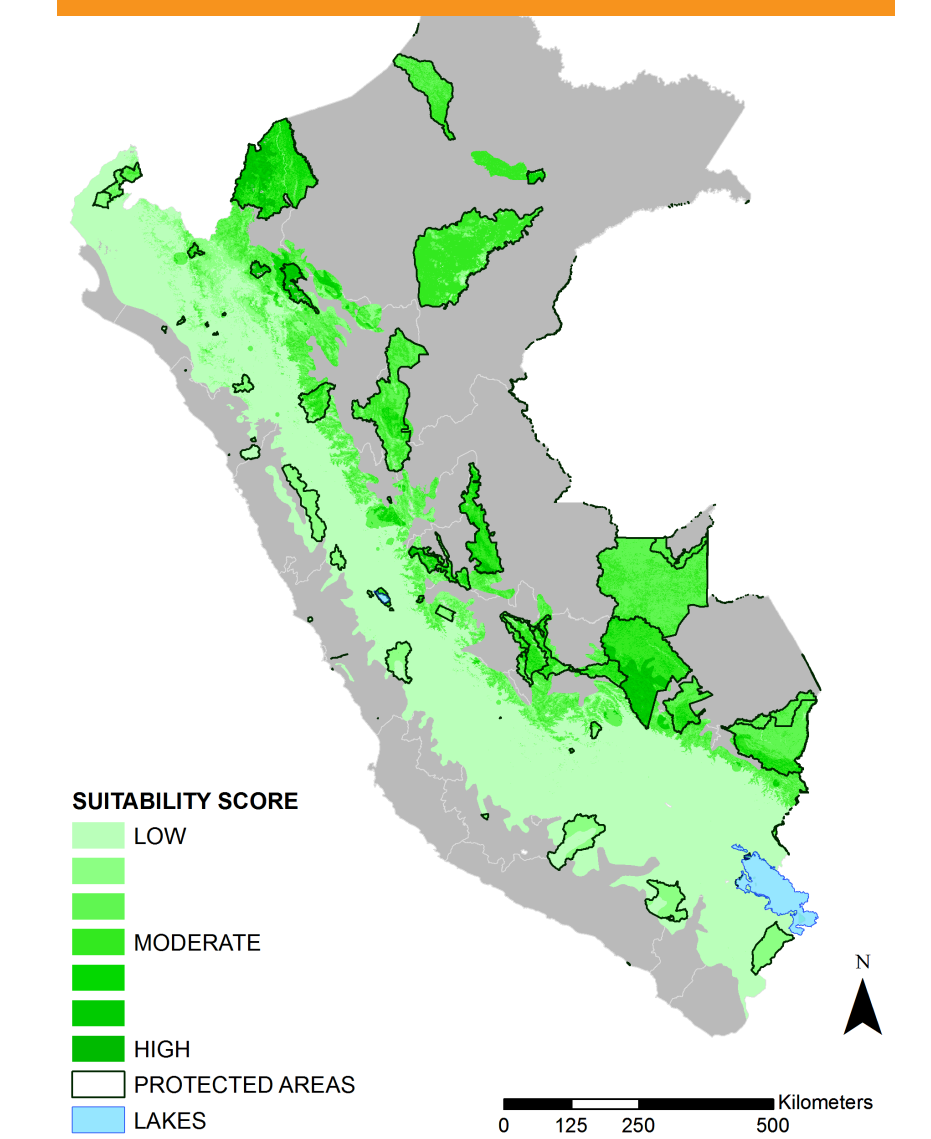 SUITABILITY SCORE
LOW
MODERATE
HIGH
PROTECTED AREAS
LAKES
N
Kilometers
0 125 250 500